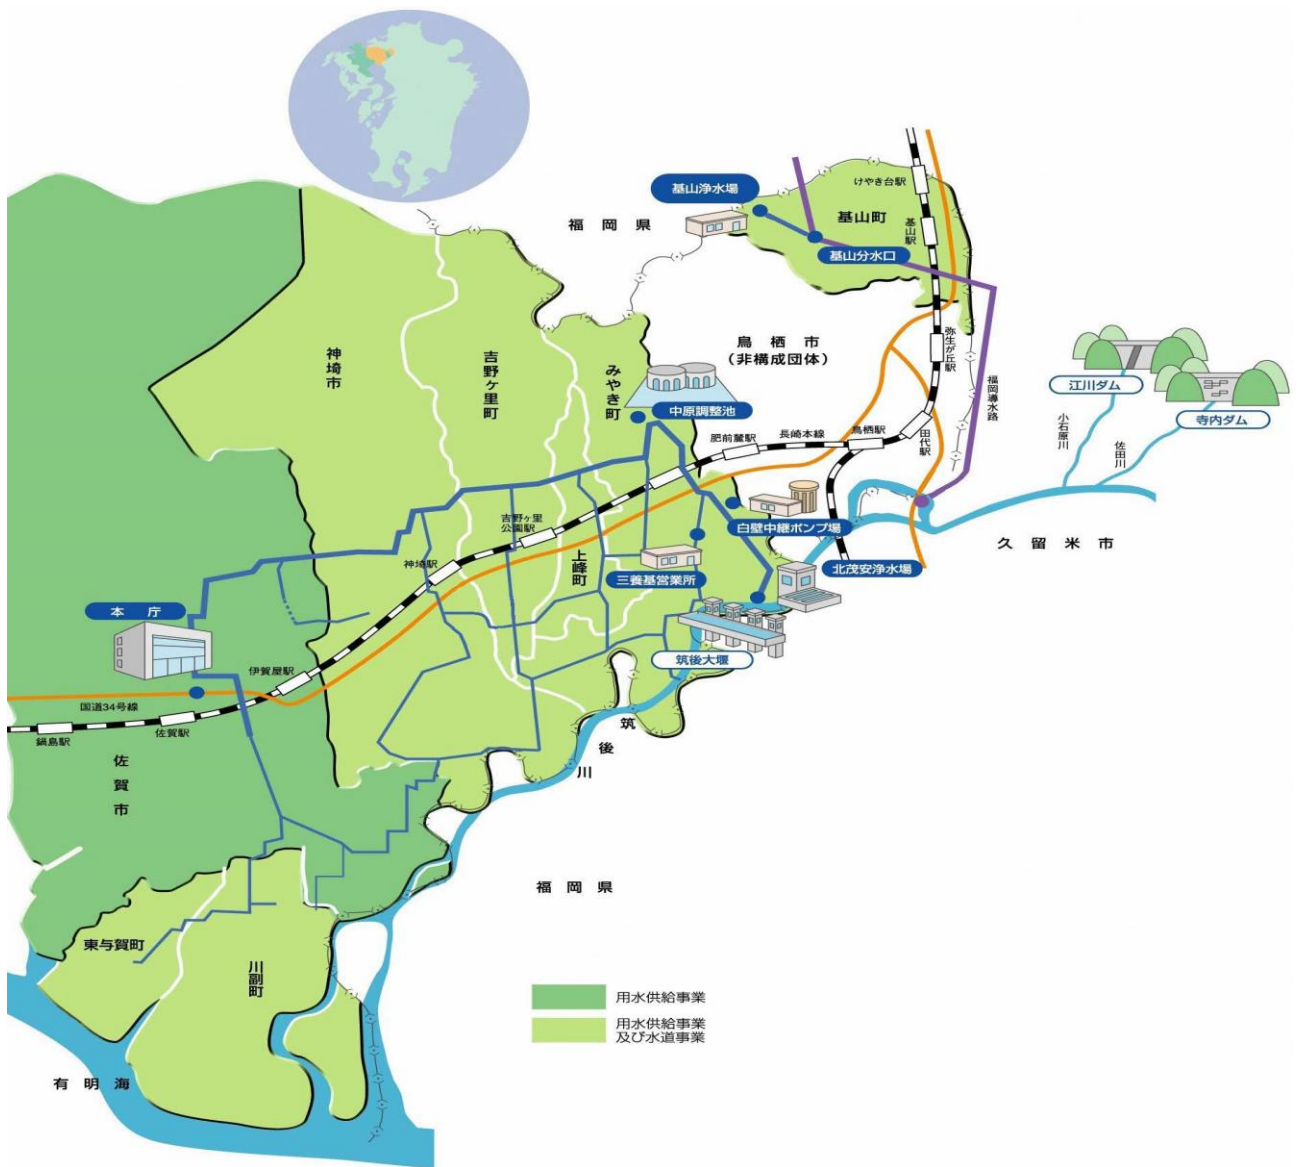 基山浄水場
福岡県
けやき台駅
基山町
基山駅
基山分水口
鳥栖市
(非構成団体)
弥生が丘駅
福岡導水路
江川ダム
寺内ダム
小石原川
佐田川
神埼市
吉野ヶ里町
みやき町
中原調整池
肥前麓駅
長崎本線
鳥栖駅
田代駅
吉野ヶ里
公園駅
白壁中継ポンプ場
久留米市
神埼駅
上峰町
三養基営業所
北茂安浄水場
本庁
筑後大堰
伊賀屋駅
国道34号線
佐賀駅
鍋島駅
筑後川
佐賀市
福岡県
東与賀町
川副町
有明海
用水供給事業
用水供給事業
及び水道事業